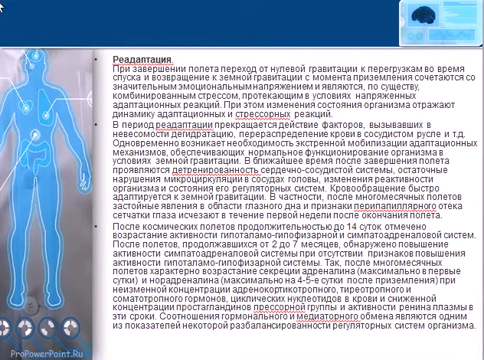 Реадаптация.
При завершении полета переход от нулевой гравитации к перегрузкам во время
спуска и возвращение к земной гравитации с момента приземления сочетаются со
значительным эмоциональнымнапряжением и являются, по существу,
комбинированным стрессом, протекающим в условиях напряженных
адаптационных реакций. При этом изменения состояния организма отражают
динамику адаптационных и стрессорных реакций.
В период реадаптации прекращается действие факторов, вызывавших в
невесомости дегидратацию, перераспределение крови в сосудистом русле и т.д.
Одновременно возникает необходимость экстренной мобилизации адаптационных
механизмов, обеспечивающих нормальное функционирование организма в
условиях земной гравитации. В ближайшее время после завершения полета
проявляются детренированность сердечно-сосудистой системы, остаточные
нарушения микроциркуляции в сосудах головы, изменения реактивности
организма и состояния его регуляторных систем. Кровообращение быстро
адаптируется к земной гравитации. В частности, после многомесячных полетов
застойные явления в области глазного дна и признаки перипапиллярного отека
сетчатки глаза исчезают в течение первой недели после окончания полета.
После космических полетов продолжительностью до 14 суток отмечено
возрастание активности гипоталамо-гипофизарной и симпатоадреналовой систем.
После полетов, продолжавшихся от 2 до 7 месяцев, обнаружено повышение
активности симпатоадреналовой системы при отсутствии признаков повышения
активности гипоталамо-гипофизарной системы. Так, после многомесячных
полетов характерно возрастание секреции адреналина (максимально в первые
сутки) и норадреналина (максимально на 4-5-е сутки после приземления) при
неизменной концентрации адренокортикотропного, тиреотропного и
соматотропного гормонов, циклических нуклеотидов в крови и сниженной
концентрации простагландинов прессорной группы и активности ренина плазмы в
эти сроки. Соотношения гормонального и медиаторного обмена являются одним
из показателей некоторой разбалансированности регуляторных систем организма.
ProPowerPoint.Ru